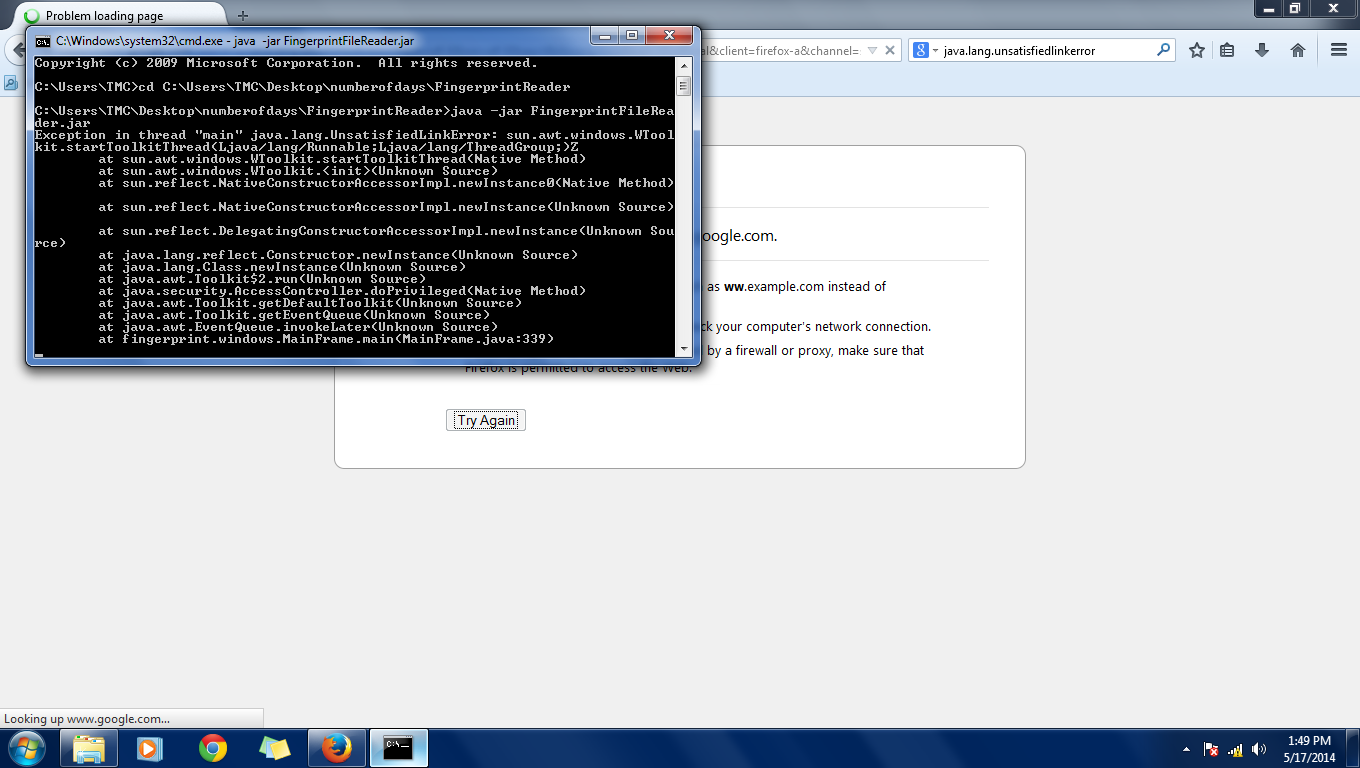 Problem loading page
C:\Windows\system32\cmd.exe - java  -jar FingerprintFileReader.jar
al&client=firefox-a&channel=
java.lang.unsatisfiedlinkerror
Copyright (c) 2009 Microsoft Corporation.  All rights reserved.
C:\Users\TMC>cd C:\Users\TMC\Desktop\numberofdays\FingerprintReader
C:\Users\TMC\Desktop\numberofdays\FingerprintReader>java -jar FingerprintFileRea
der.jar
Exception in thread "main" java.lang.UnsatisfiedLinkError: sun.awt.windows.WTool
kit.startToolkitThread(Ljava/lang/Runnable;Ljava/lang/ThreadGroup;)Z
        at sun.awt.windows.WToolkit.startToolkitThread(Native Method)
        at sun.awt.windows.WToolkit.<init>(Unknown Source)
        at sun.reflect.NativeConstructorAccessorImpl.newInstance0(Native Method)
        at sun.reflect.NativeConstructorAccessorImpl.newInstance(Unknown Source)
        at sun.reflect.DelegatingConstructorAccessorImpl.newInstance(Unknown Sou
rce)
        at java.lang.reflect.Constructor.newInstance(Unknown Source)
        at java.lang.Class.newInstance(Unknown Source)
        at java.awt.Toolkit$2.run(Unknown Source)
        at java.security.AccessController.doPrivileged(Native Method)
        at java.awt.Toolkit.getDefaultToolkit(Unknown Source)
        at java.awt.Toolkit.getEventQueue(Unknown Source)
        at java.awt.EventQueue.invokeLater(Unknown Source)
        at fingerprint.windows.MainFrame.main(MainFrame.java:339)
oogle.com.
as ww.example.com instead of
ck your computer's network connection.
by a firewall or proxy, make sure that
Firefox is permitted to access the Web.
Try Again
Looking up www.google.com...
1:49 PM
5/17/2014